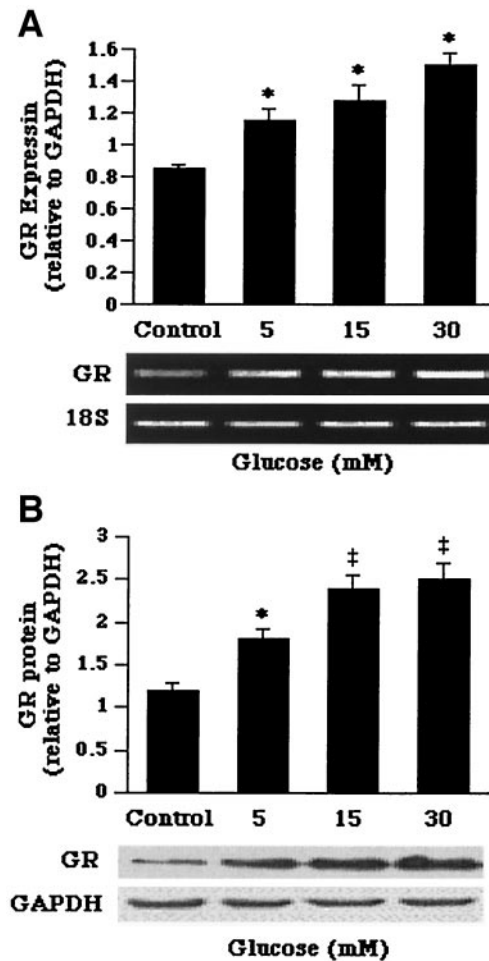 A
GR Expressin
(relative to GAPDH)
1.6
1.4
1.2
1
0.8
0.6
0.4
0.2
0
*
*
*
Control 5 15 30
GR
18S
Glucose (mM)
B
GR protein
(relative to GAPDH)
3
2.5
2
1.5
1
0.5
0
*
‡
‡
Control 5 15 30
GR
GAPDH
Glucose (mM)